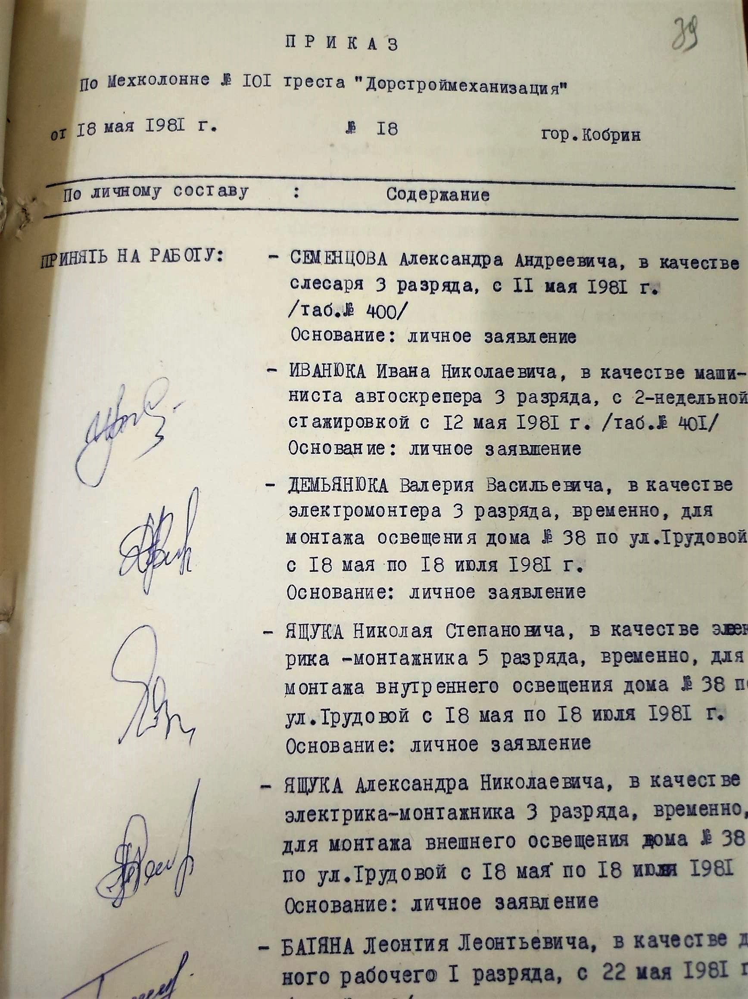 39
ПРИКАЗ
По Мехколонне № 101 треста "Дорстроймеханизация"
от 18 мая 1981 г. № 18 гор.Кобрин
По личному составу : Содержание
ПРИНЯТЬ НА РАБОТУ: - СЕМЕНЦОВА Александра Андреевича, в качестве
слесаря 3 разряда, с 11 мая 1981 г.
/таб.№ 400/
Основание: личное заявление
- ИВАНЮКА Ивана Николаевича, в качестве маши-
ниста автоскрепера 3 разряда, с 2-недельной
стажировкой с 12 мая 1981 г. /таб.№ 401/
Основание: личное заявление
- ДЕМЬЯНЮКА Валерия Васильевича, в качестве
электромонтера 3 разряда, временно, для
монтажа освещения дома № 38 по ул.Трудовой
с 18 мая по 18 июля 1981 г.
Основание: личное заявление
- ЯЩУКА Николая Степановича, в качестве элек
рика -монтажника 5 разряда, временно, для
монтажа внутреннего освещения дома № 38 по
ул.Трудовой с 18 мая по 18 июля 1981 г.
Основание: личное заявление
- ЯЩУКА Александра Николаевича, в качестве
электрика-монтажника 3 разряда, временно,
для монтажа внешнего освещения дома № 38
по ул.Трудовой с 18 мая по 18 июля 1981
Основание: личное заявление
- БАТЯНА Леонтия Леонтьевича, в качестве д
ного рабочего 1 разряда, с 22 мая 1981 г